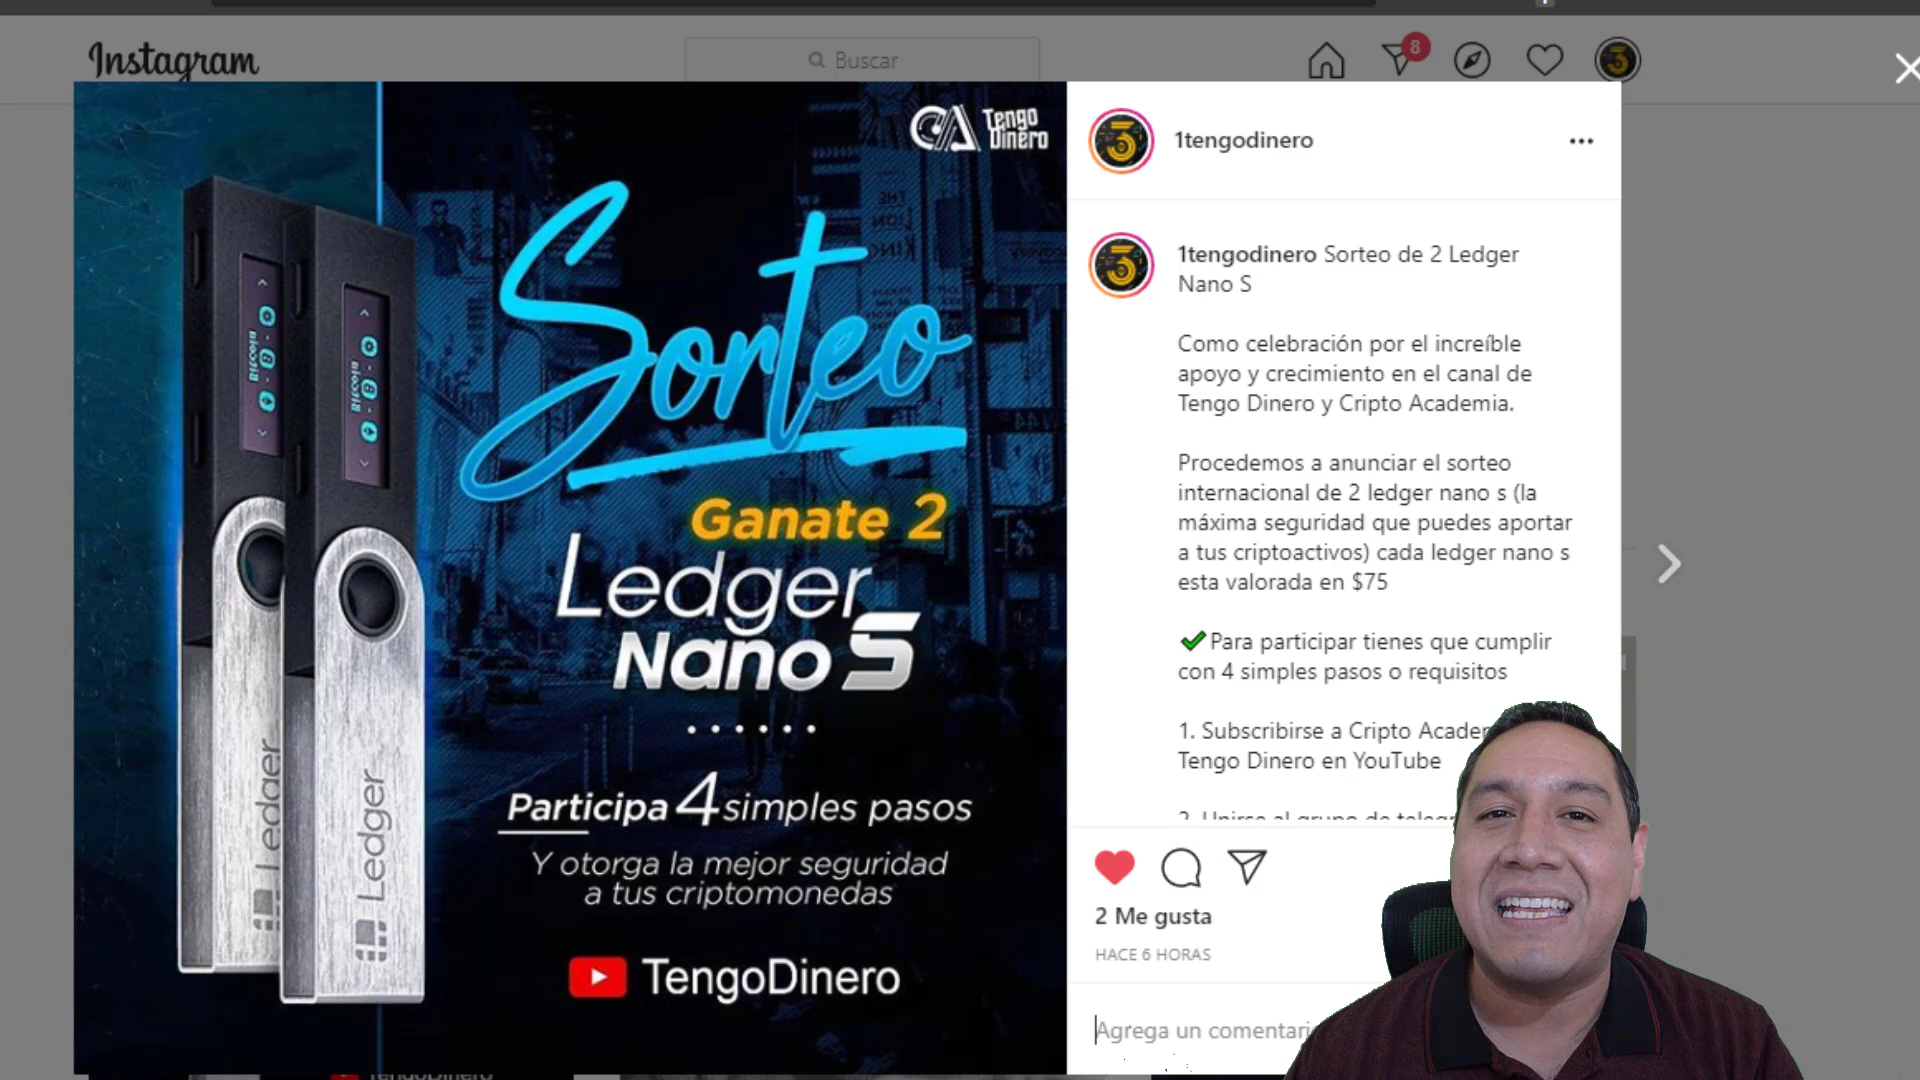 Instagram
Buscar
8
Tengo
Dinero
Sorteo
Ganate 2
Ledger
Nano S
Participa 4 simples pasos
Y otorga la mejor seguridad
a tus criptomonedas
TengoDinero
Ledger
Ledger
1tengodinero
1tengodinero Sorteo de 2 Ledger
Nano S
Como celebración por el increíble
apoyo y crecimiento en el canal de
Tengo Dinero y Cripto Academia.
Procedemos a anunciar el sorteo
internacional de 2 ledger nano s (la
máxima seguridad que puedes aportar
a tus criptoactivos) cada ledger nano s
esta valorada en $75
✔Para participar tienes que cumplir
con 4 simples pasos o requisitos
1. Subscribirse a Cripto Academ
Tengo Dinero en YouTube
2. Unirse al grupo de telegr
2 Me gusta
HACE 6 HORAS
Agrega un comentari
TengoDinero